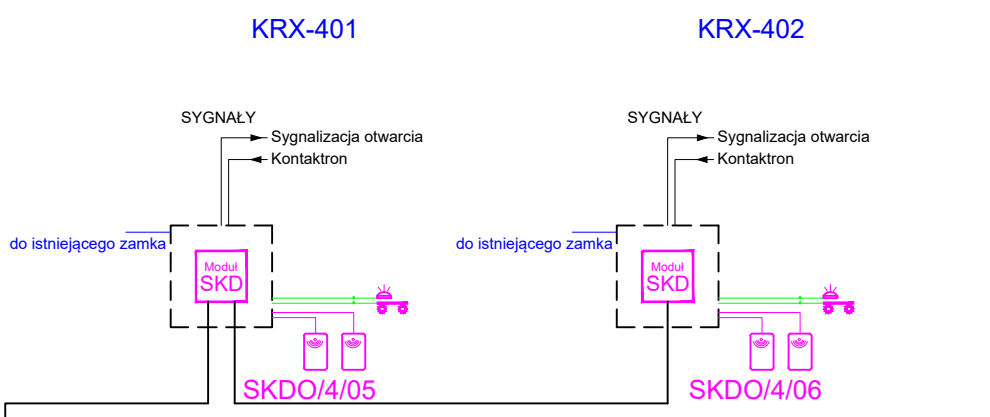 KRX-401
KRX-402
SYGNAŁY
Sygnalizacja otwarcia
Kontaktron
do istniejącego zamka
Moduł
SKD
SKDO/4/05
SYGNAŁY
Sygnalizacja otwarcia
Kontaktron
do istniejącego zamka
Moduł
SKD
SKDO/4/06